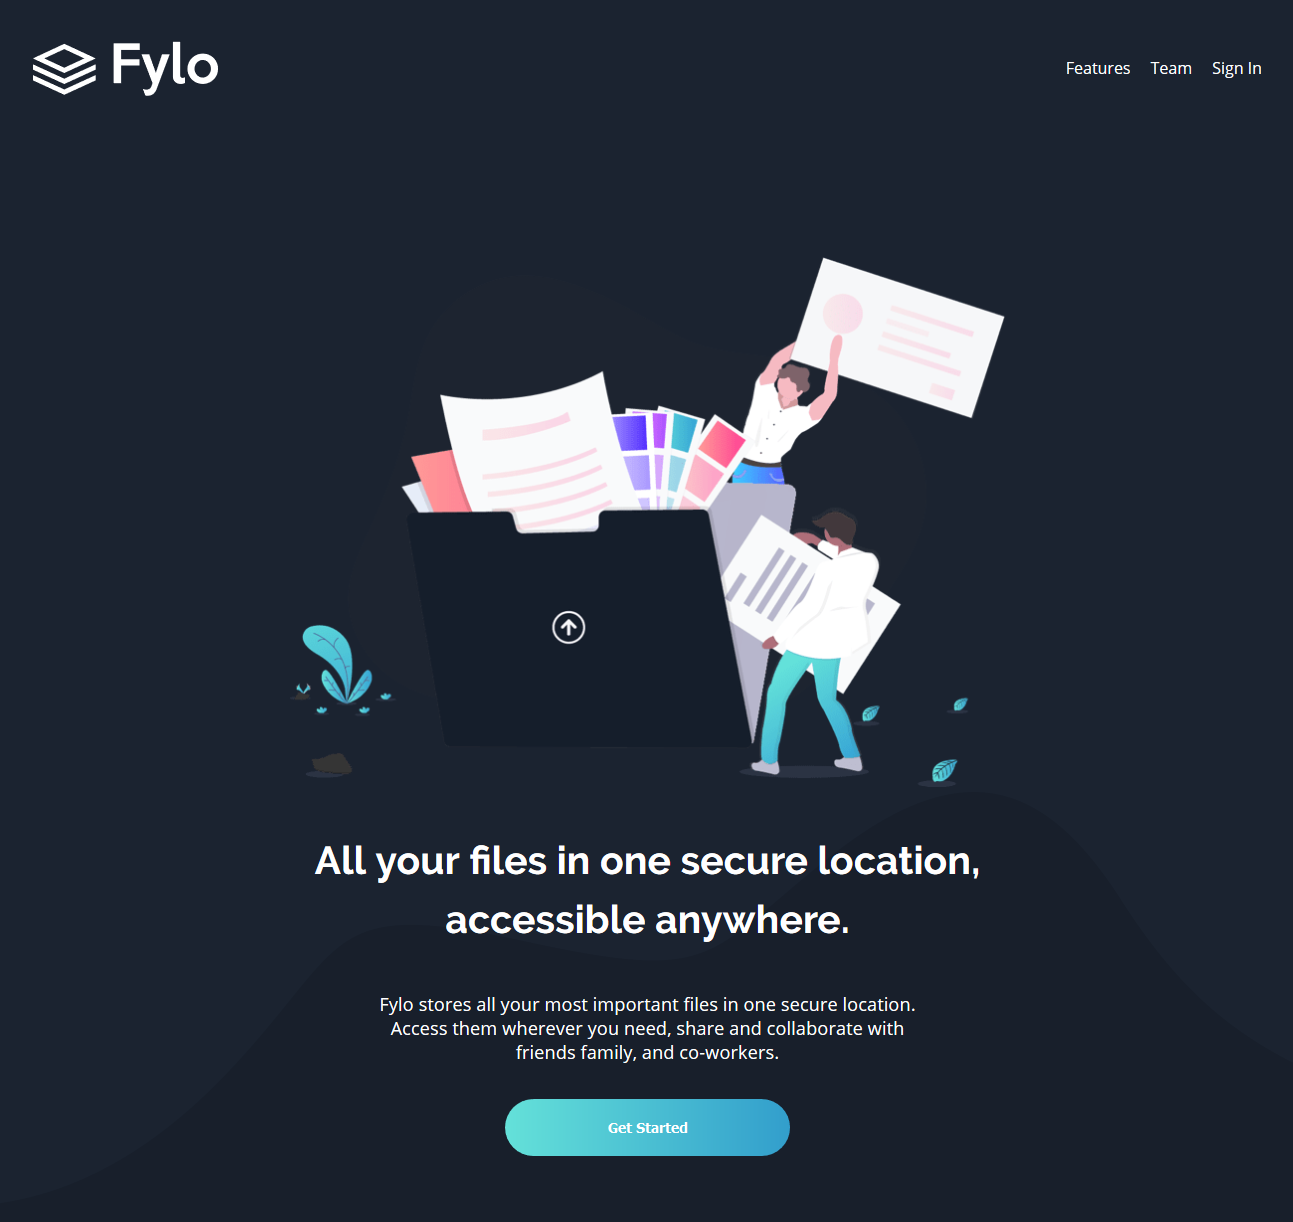 Fylo
Features Team Sign In
All your files in one secure location,
accessible anywhere.
Fylo stores all your most important files in one secure location.
Access them wherever you need, share and collaborate with
friends family, and co-workers.
Get Started